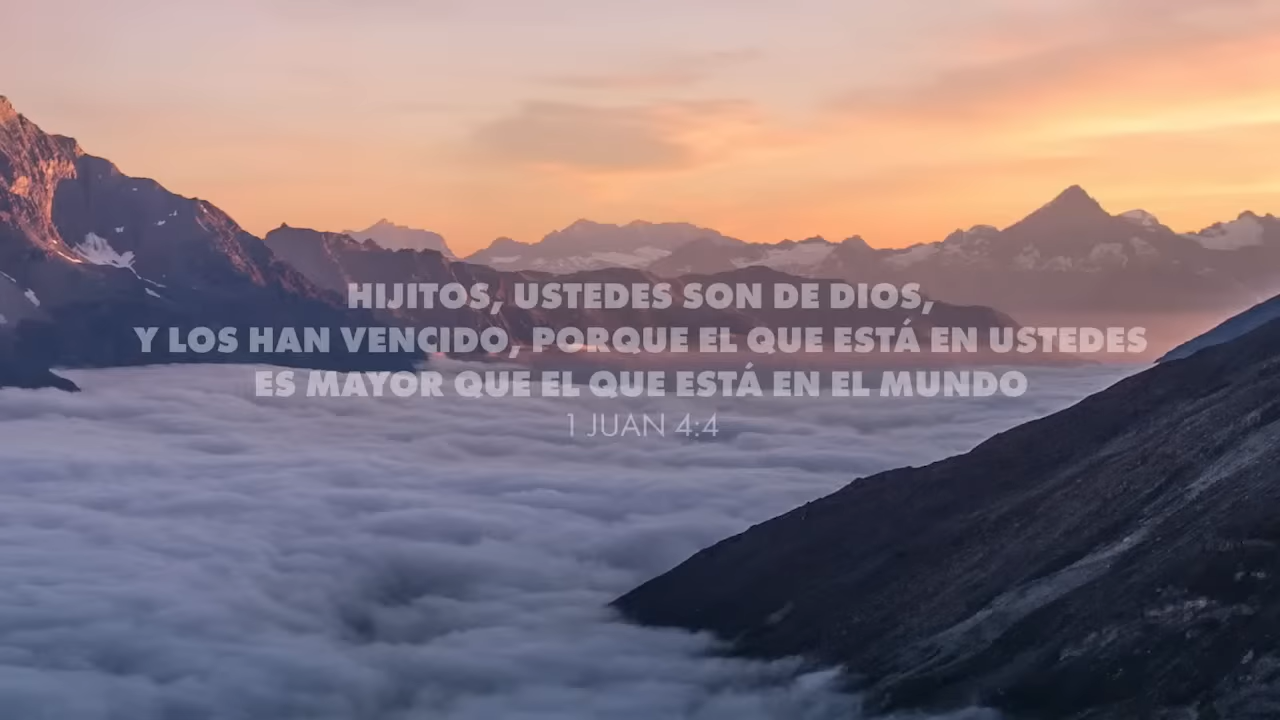 HIJITOS, USTEDES SON DE DIOS,
Y LOS HAN VENCIDO, PORQUE EL QUE ESTÁ EN USTEDES
ES MAYOR QUE EL QUE ESTÁ EN EL MUNDO
1 JUAN 4:4